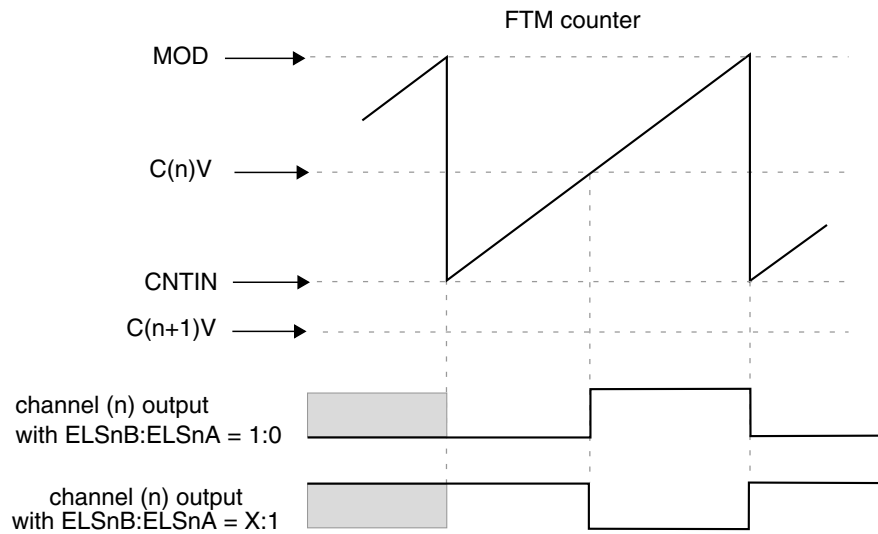 FTM counter
MOD
C(n)V
CNTIN
C(n+1)V
channel (n) output
with ELSnB:ELSnA = 1:0
channel (n) output
with ELSnB:ELSnA = X:1